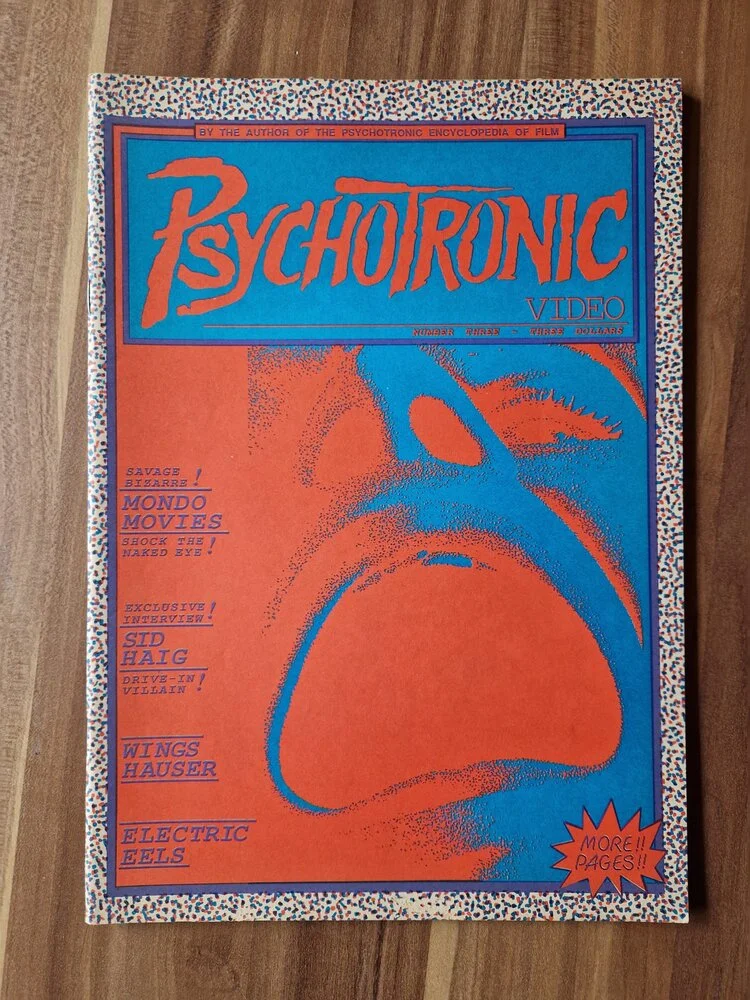 BY THE AUTHOR OF THE PSYCHOTRONIC ENCYCLOPEDIA OF FILM
PSYCHOTRONIC
VIDEO
NUMBER THREE ~ THREE DOLLARS
SAVAGE
BIZARRE!
MONDO
MOVIES
SHOCK THE
NAKED EYE!
EXCLUSIVE
INTERVIEW!
SID
HAIG
DRIVE-IN
VILLAIN!
WINGS
HAUSER
ELECTRIC
EELS
MORE!!
PAGES!!